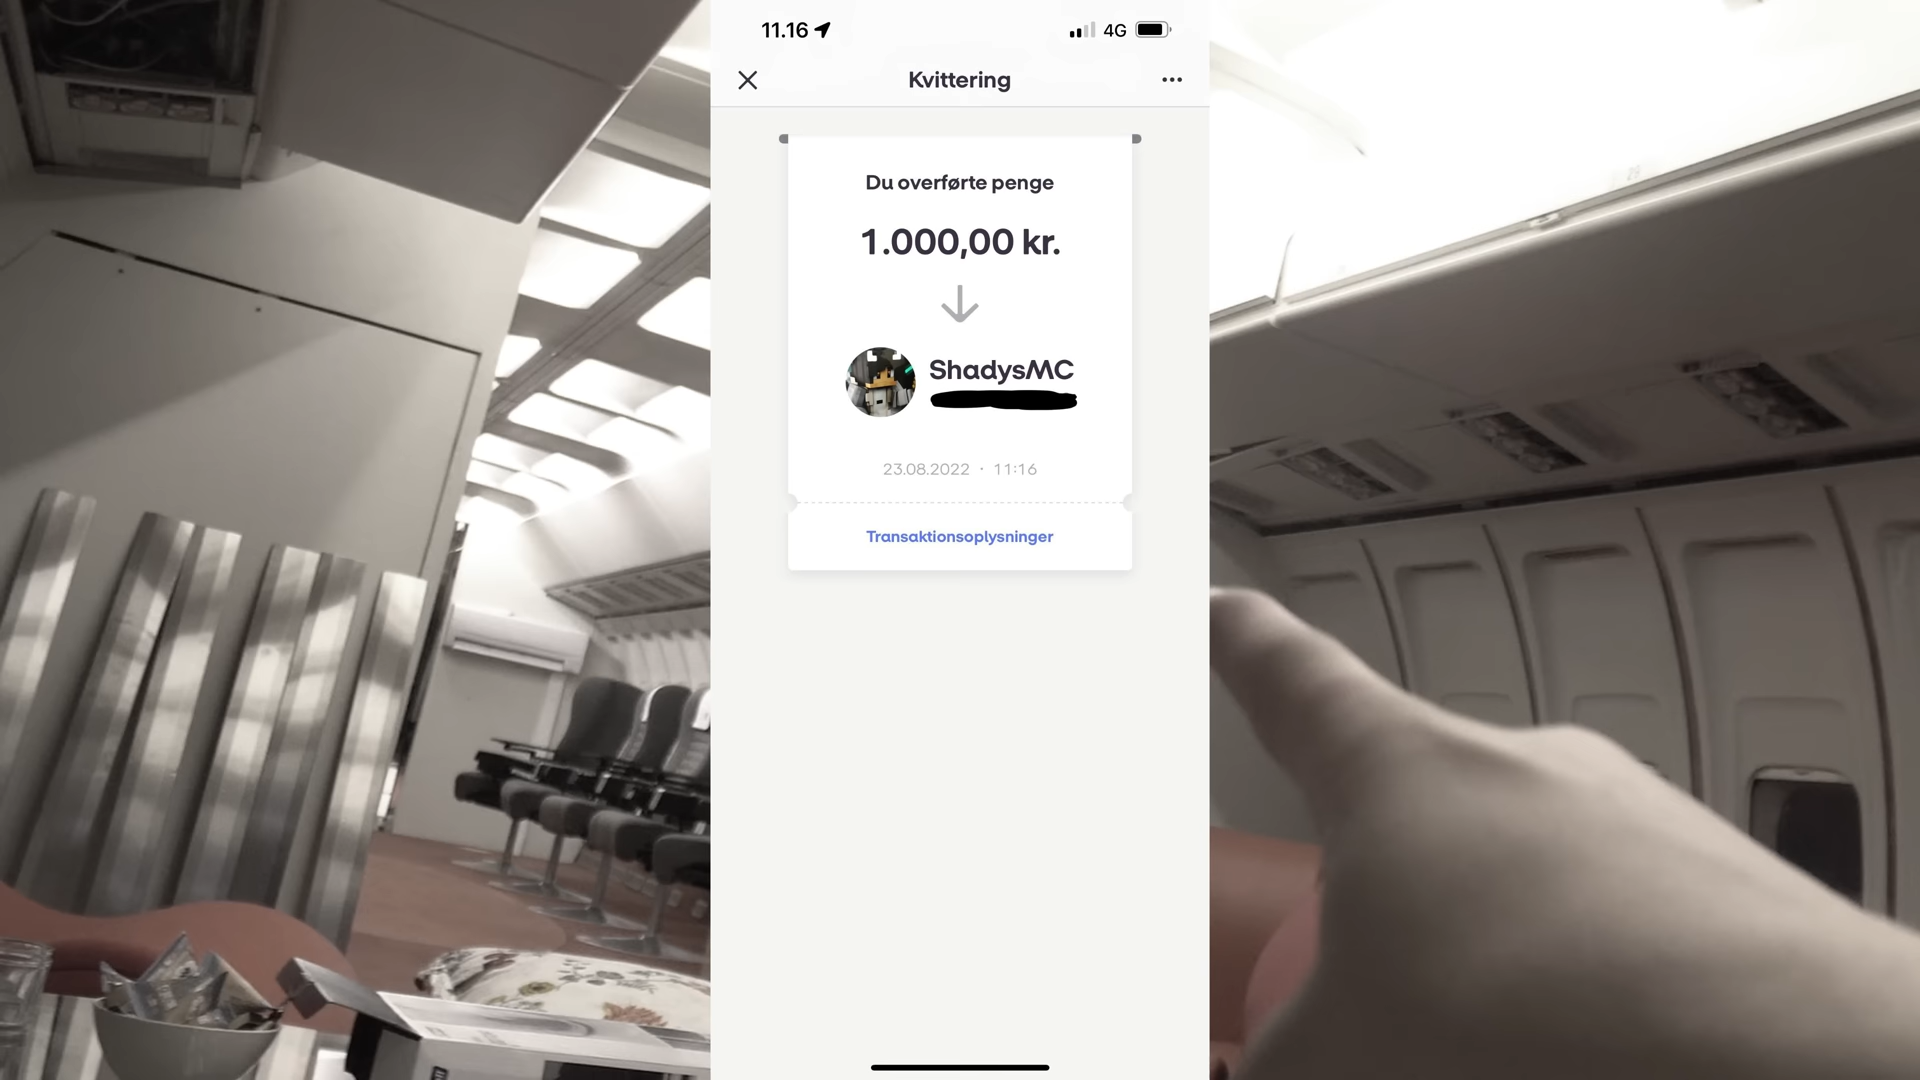 11.16
4G
Kvittering
Du overførte penge
1.000,00 kr.
ShadysMC
23.08.2022 · 11:16
Transaktionsoplysninger